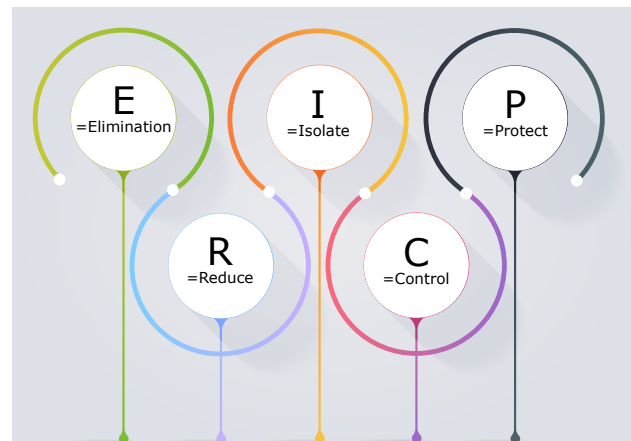 E
=Elimination
R
=Reduce
I
=Isolate
C
=Control
P
=Protect